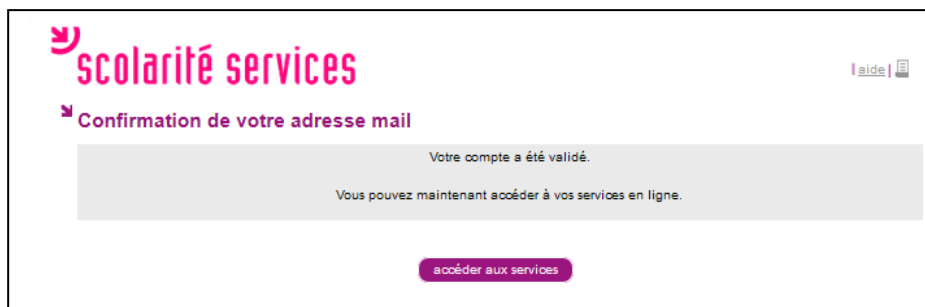 scolarité services
| aide |
Confirmation de votre adresse mail
Votre compte a été validé.
Vous pouvez maintenant accéder à vos services en ligne.
accéder aux services